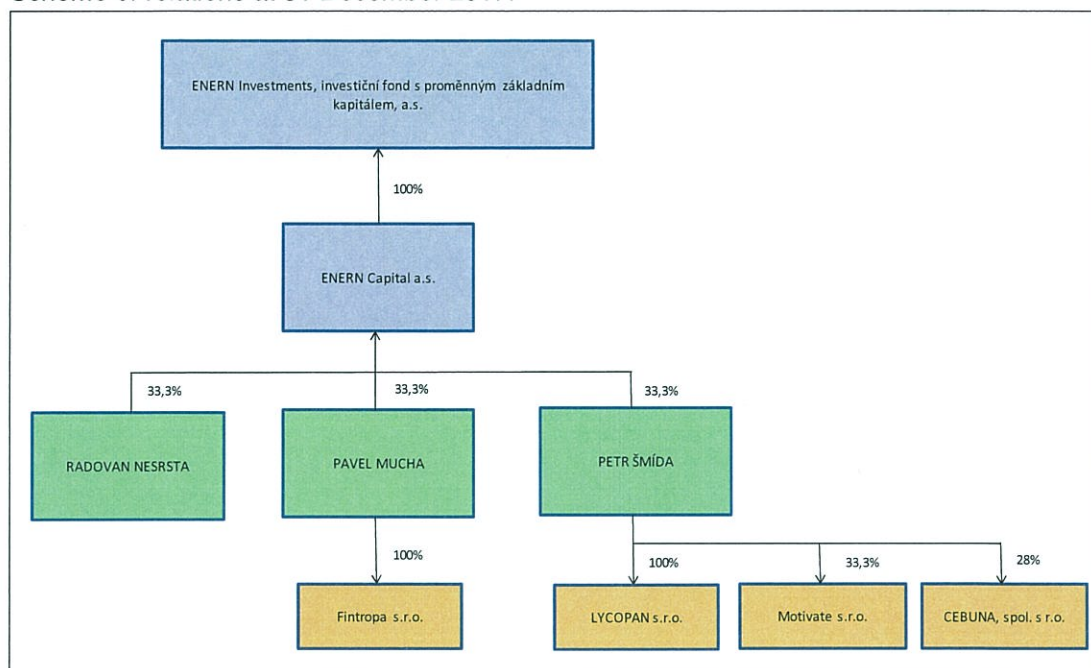 ENERN Investments, investiční fond s proměnným základním
kapitálem, a.s.
100%
ENERN Capital a.s.
33,3%
33,3%
33,3%
RADOVAN NESRSTA
PAVEL MUCHA
PETR ŠMÍDA
100%
100%
33,3%
28%
Fintropa s.r.o.
LYCOPAN s.r.o.
Motivate s.r.o.
CEBUNA, spol. s r.o.